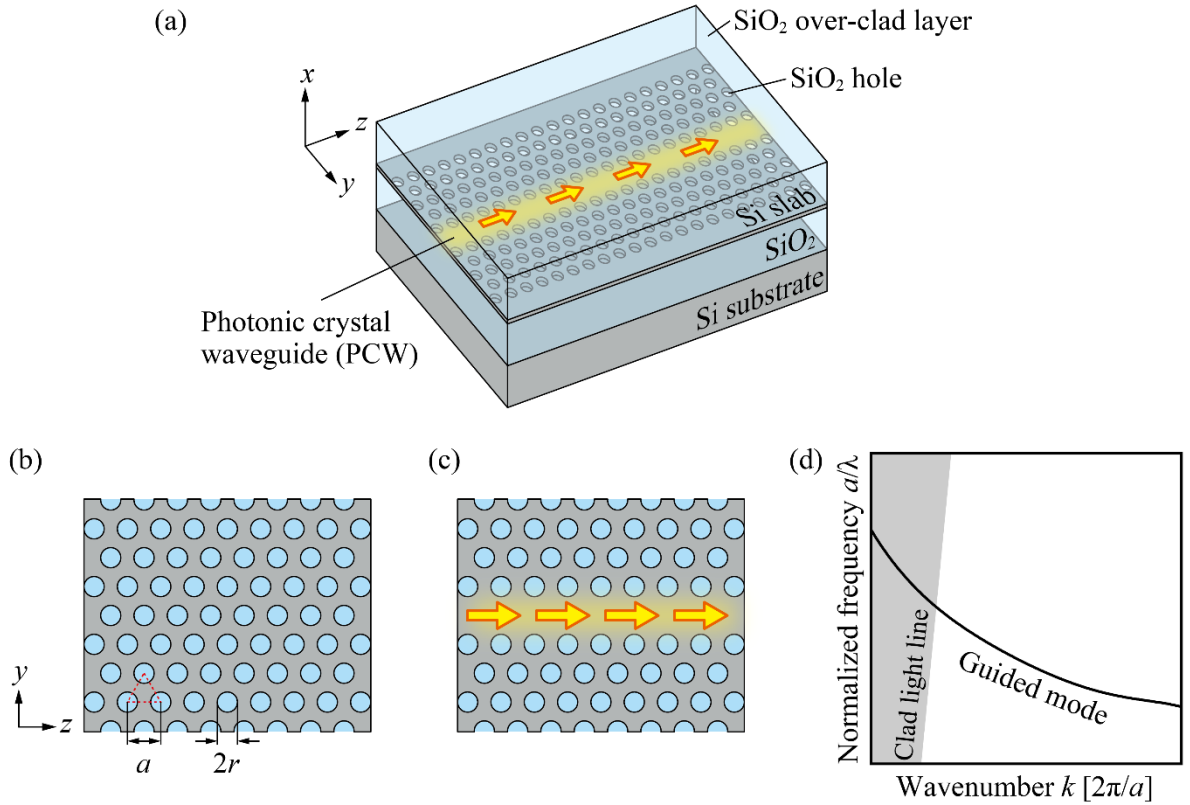 (a)
SiO₂ over-clad layer
SiO₂ hole
x
z
y
Si slab
SiO₂
Si substrate
Photonic crystal
waveguide (PCW)
(b)
(c)
(d)
y
z
a
2r
Normalized frequency a/λ
Clad light line
Guided mode
Wavenumber k [2π/a]